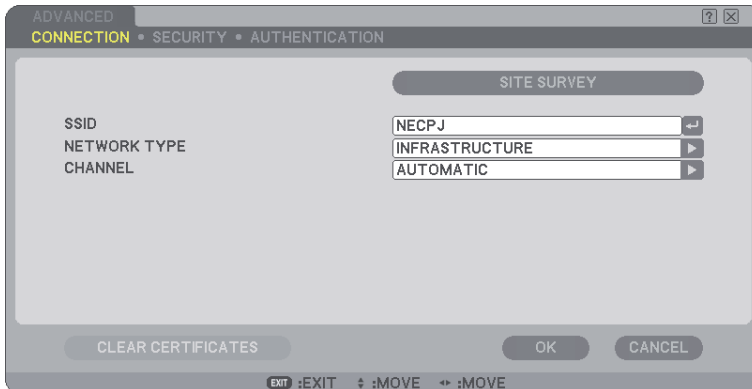 ADVANCED
?
CONNECTION • SECURITY • AUTHENTICATION
SITE SURVEY
SSID NECPJ
NETWORK TYPE INFRASTRUCTURE
CHANNEL AUTOMATIC
CLEAR CERTIFICATES OK CANCEL
EXIT :EXIT :MOVE :MOVE